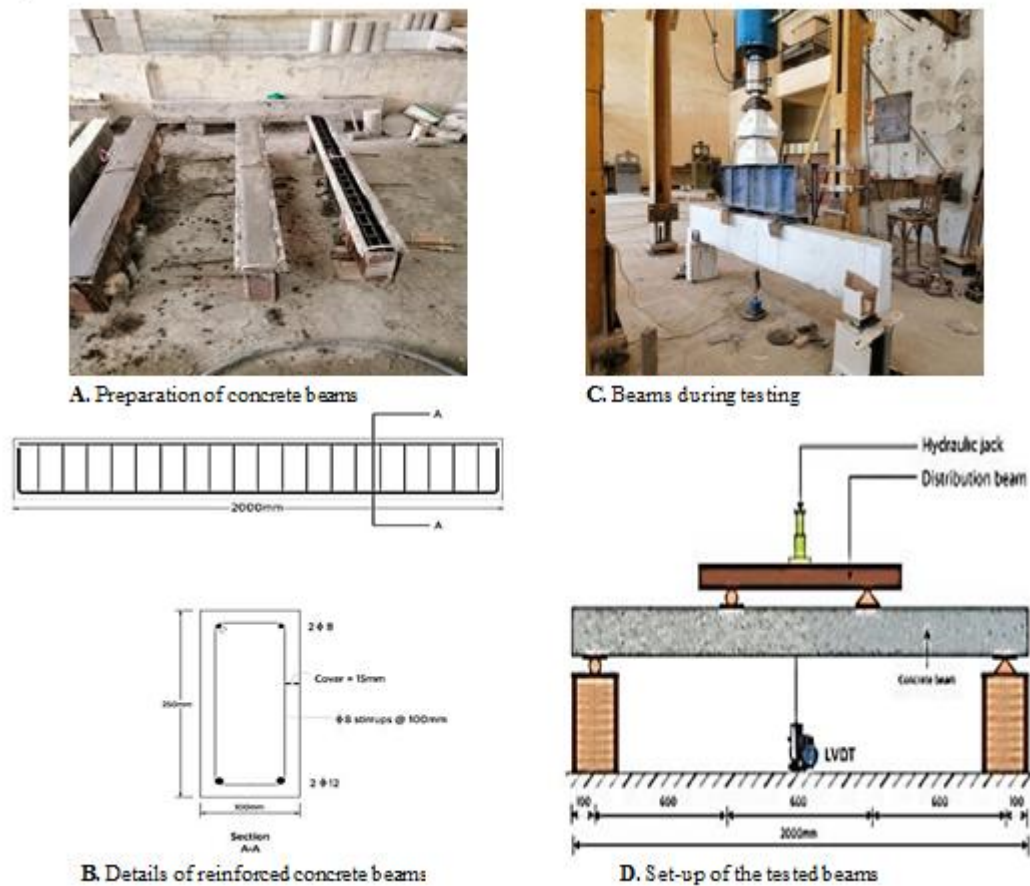 A. Preparation of concrete beams
C. Beams during testing
A
2000mm
A
2 ϕ 8
Cover = 15mm
250mm
ϕ 8 stirrups @ 100mm
2 ϕ 12
100mm
Section
A-A
B. Details of reinforced concrete beams
Hydraulic jack
Distribution beam
Concrete beam
LVDT
100 600 600 600 100
2000mm
D. Set-up of the tested beams